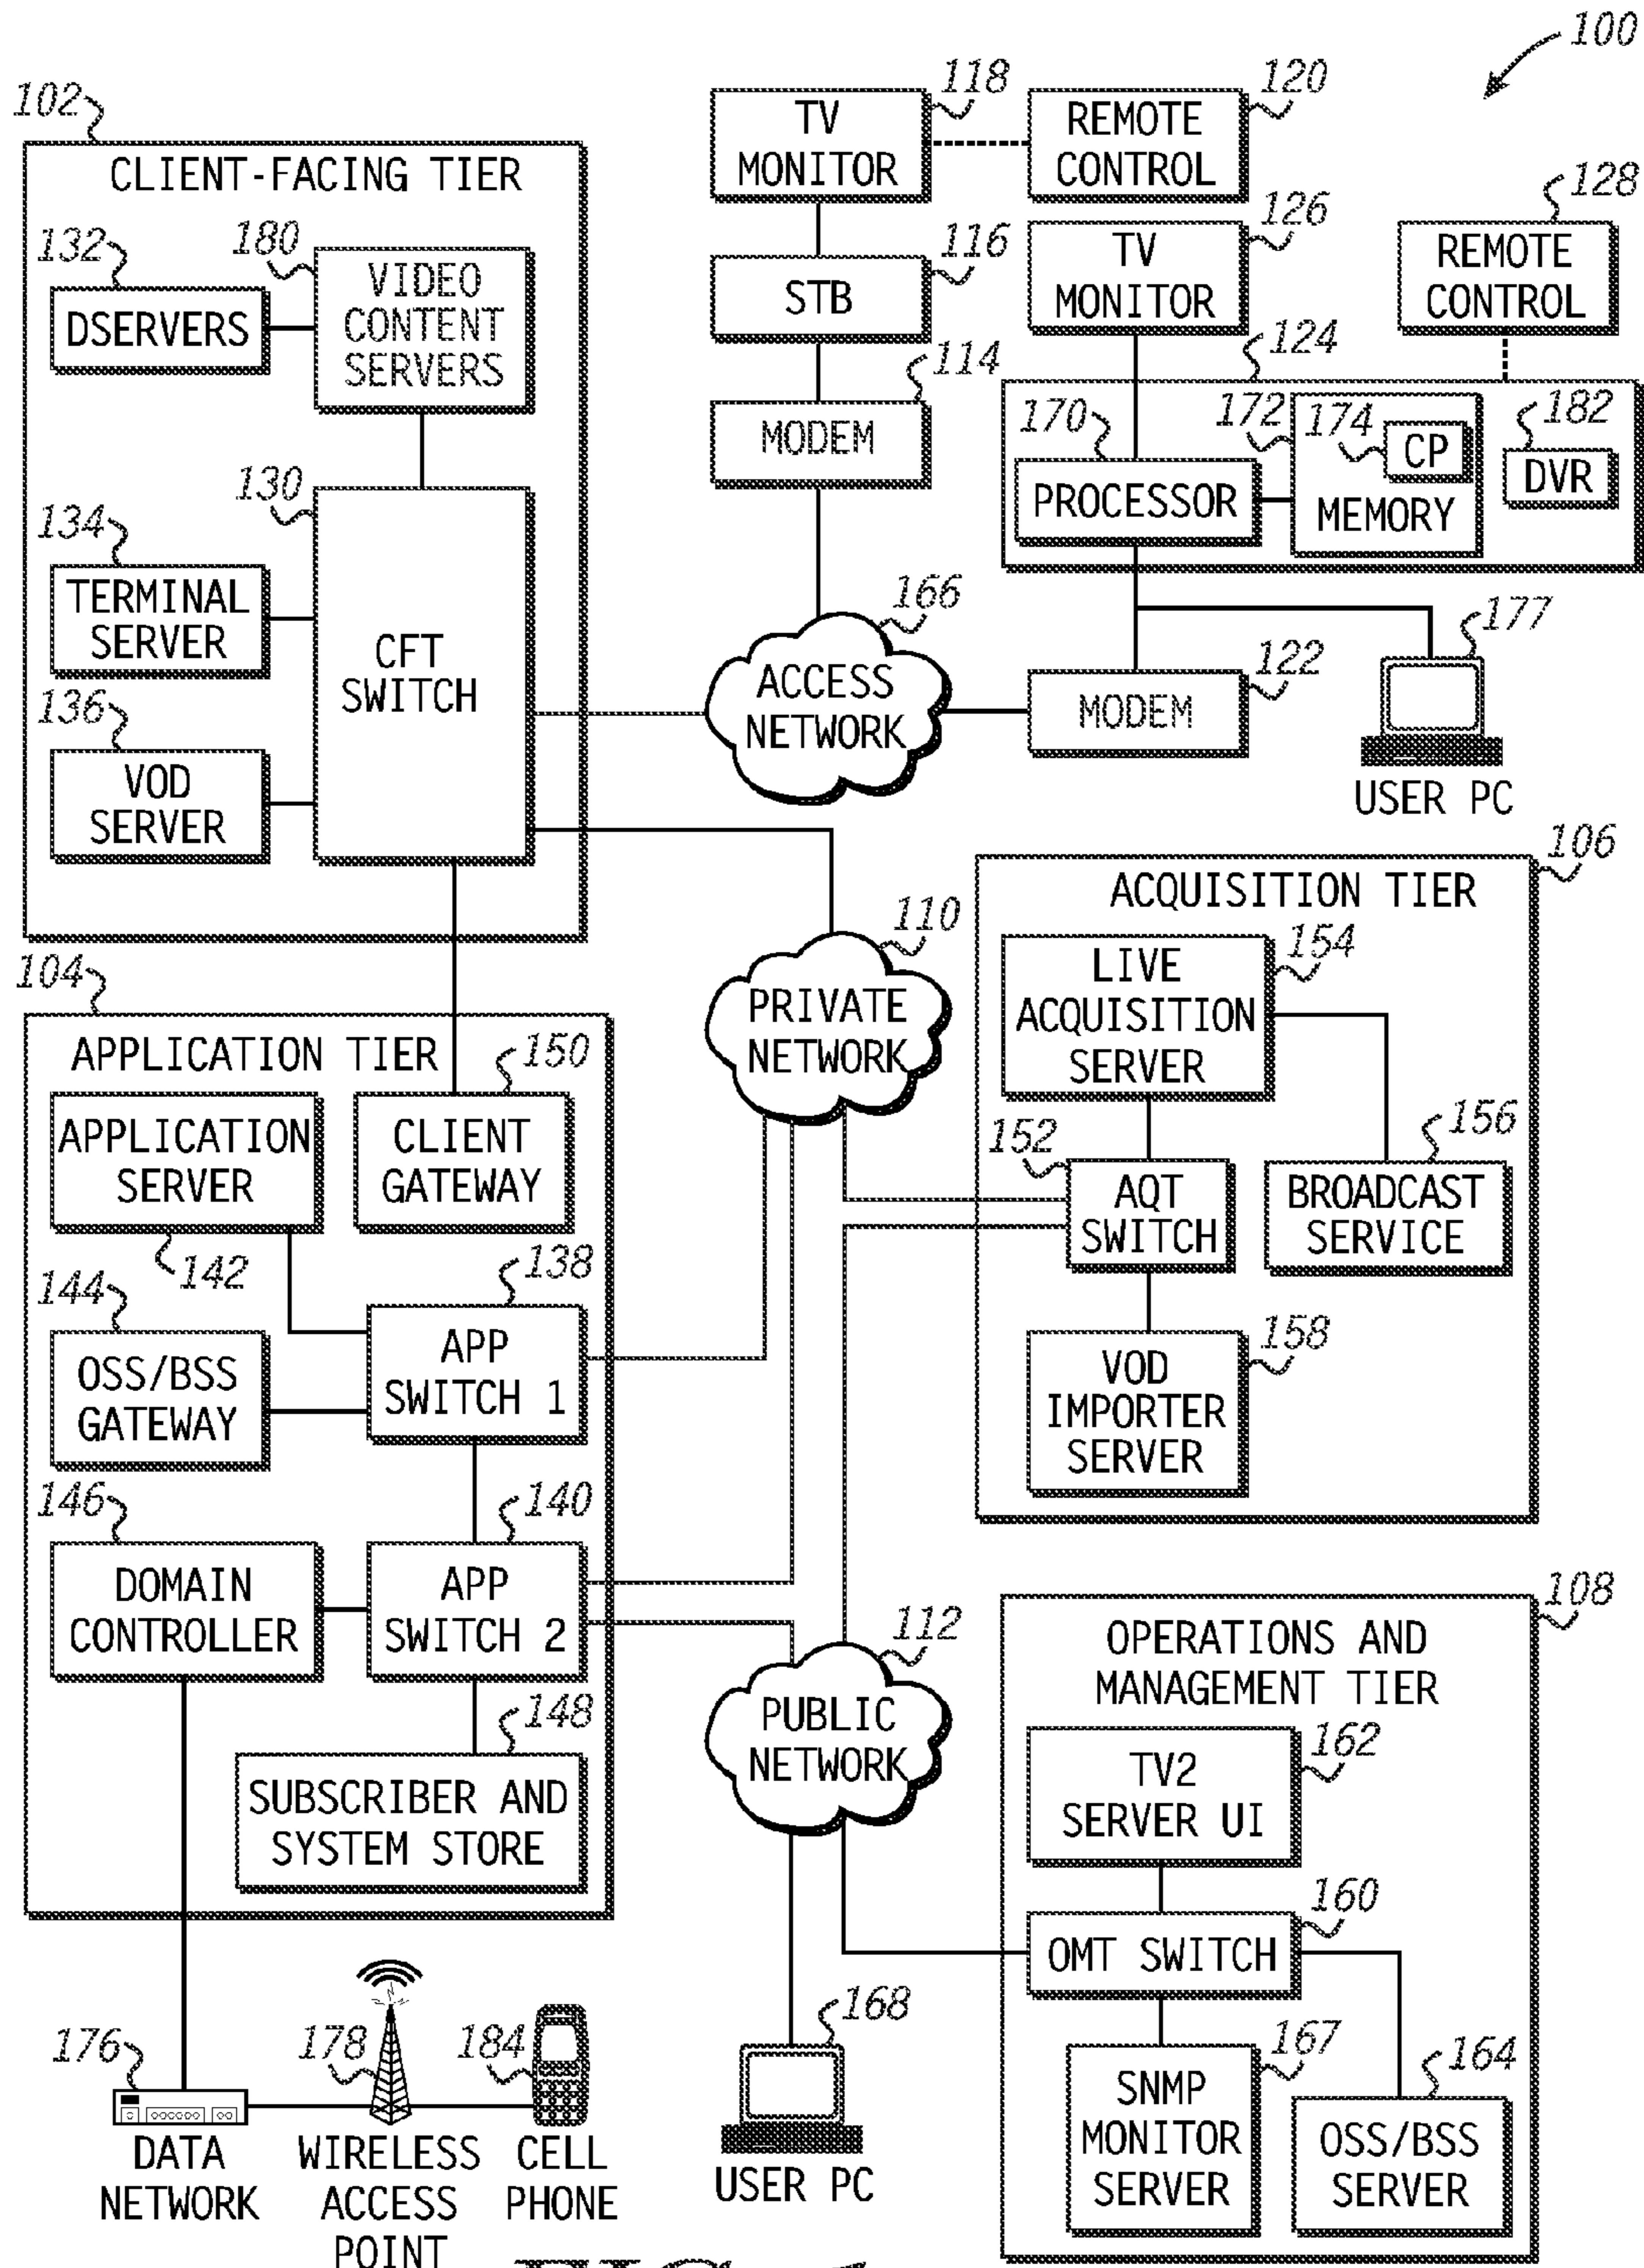 100
102
CLIENT-FACING TIER
132
DSERVERS
180
VIDEO
CONTENT
SERVERS
130
CFT
SWITCH
134
TERMINAL
SERVER
136
VOD
SERVER
118
TV
MONITOR
120
REMOTE
CONTROL
116
STB
114
MODEM
126
TV
MONITOR
128
REMOTE
CONTROL
124
170
PROCESSOR
172
174
CP
MEMORY
182
DVR
166
ACCESS
NETWORK
122
MODEM
177
USER PC
110
PRIVATE
NETWORK
106
ACQUISITION TIER
154
LIVE
ACQUISITION
SERVER
152
AQT
SWITCH
156
BROADCAST
SERVICE
158
VOD
IMPORTER
SERVER
104
APPLICATION TIER
150
APPLICATION
SERVER
142
CLIENT
GATEWAY
138
APP
SWITCH 1
144
OSS/BSS
GATEWAY
146
DOMAIN
CONTROLLER
140
APP
SWITCH 2
148
SUBSCRIBER AND
SYSTEM STORE
112
PUBLIC
NETWORK
108
OPERATIONS AND
MANAGEMENT TIER
162
TV2
SERVER UI
160
OMT SWITCH
167
SNMP
MONITOR
SERVER
164
OSS/BSS
SERVER
168
USER PC
176
DATA
NETWORK
178
WIRELESS
ACCESS
POINT
184
CELL
PHONE